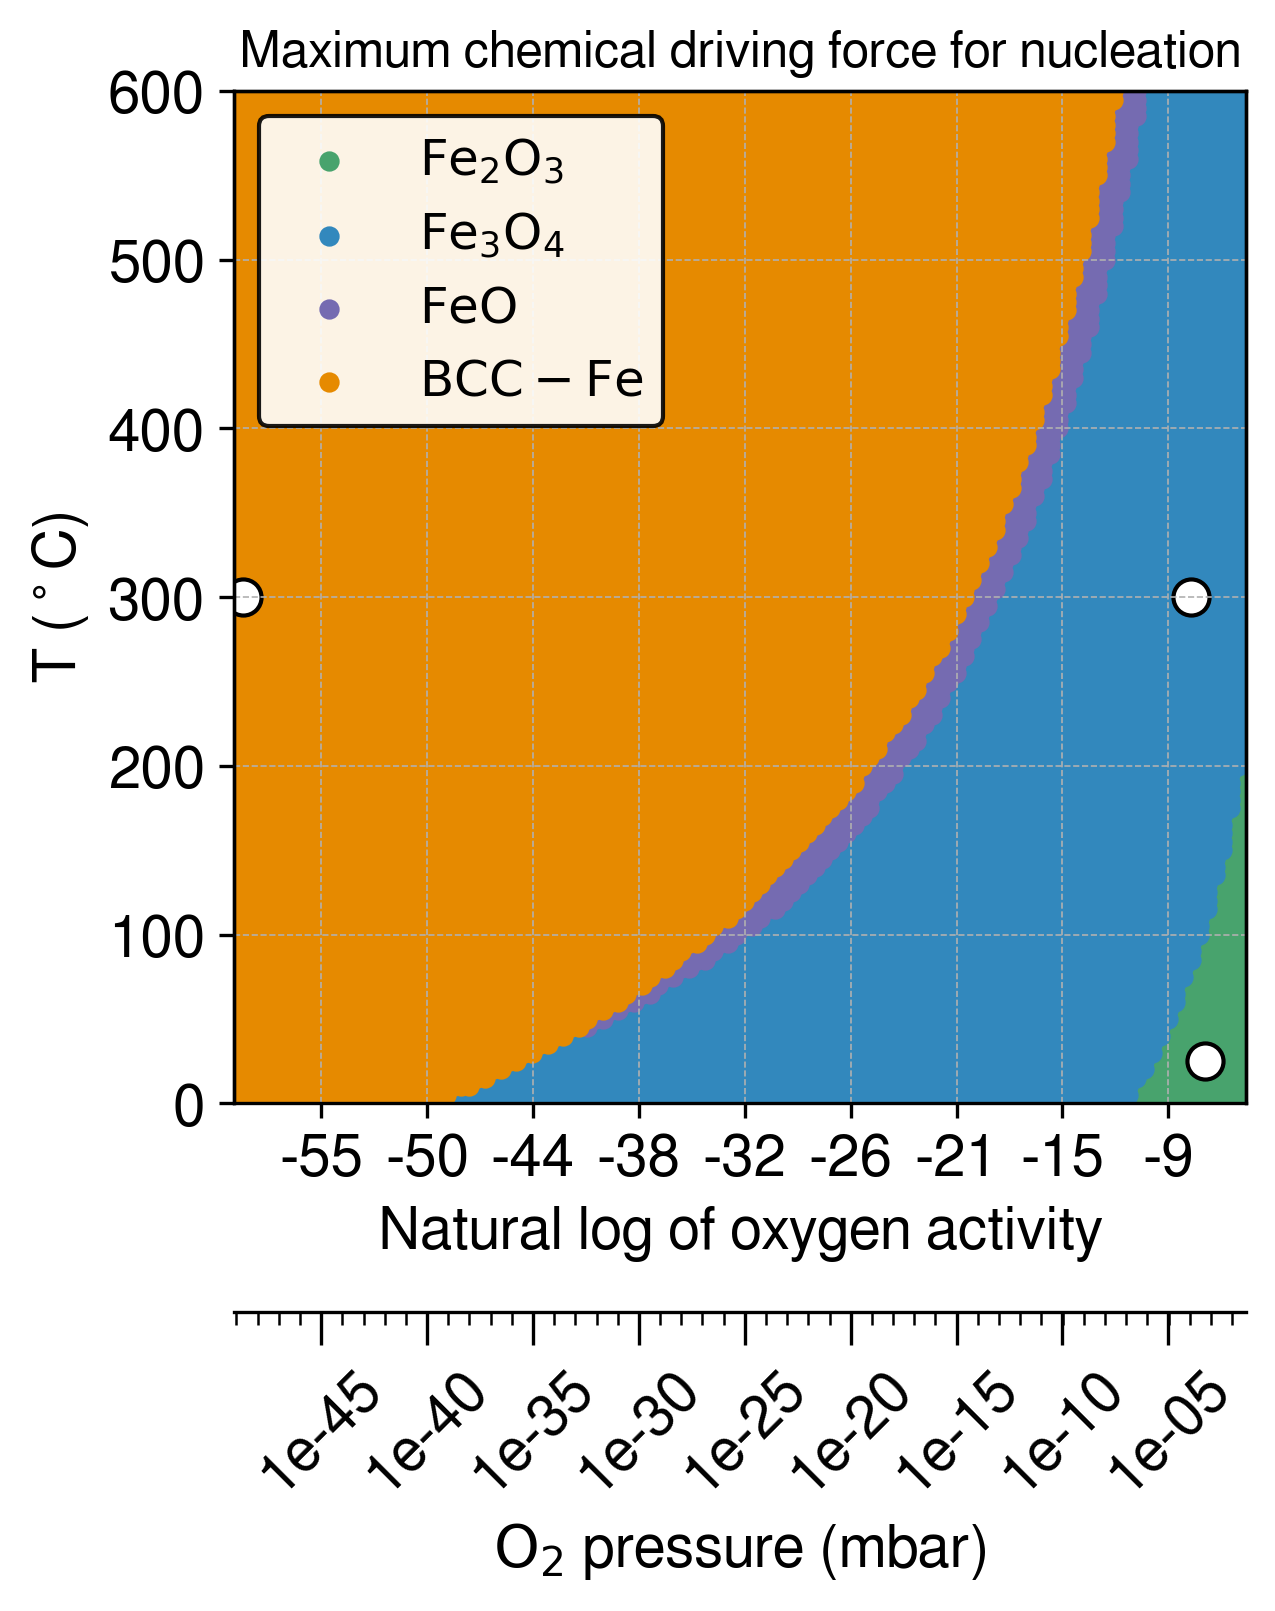 Maximum chemical driving force for nucleation
600
500
400
300
200
100
0
T (°C)
Fe₂O₃
Fe₃O₄
FeO
BCC − Fe
-55 -50 -44 -38 -32 -26 -21 -15 -9
Natural log of oxygen activity
1e-45 1e-40 1e-35 1e-30 1e-25 1e-20 1e-15 1e-10 1e-05
O₂ pressure (mbar)